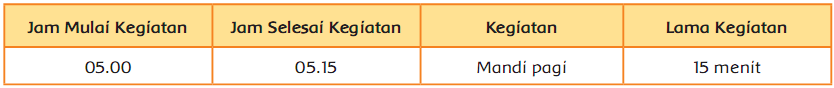 Jam Mulai Kegiatan Jam Selesai Kegiatan Kegiatan Lama Kegiatan
05.00 05.15 Mandi pagi 15 menit